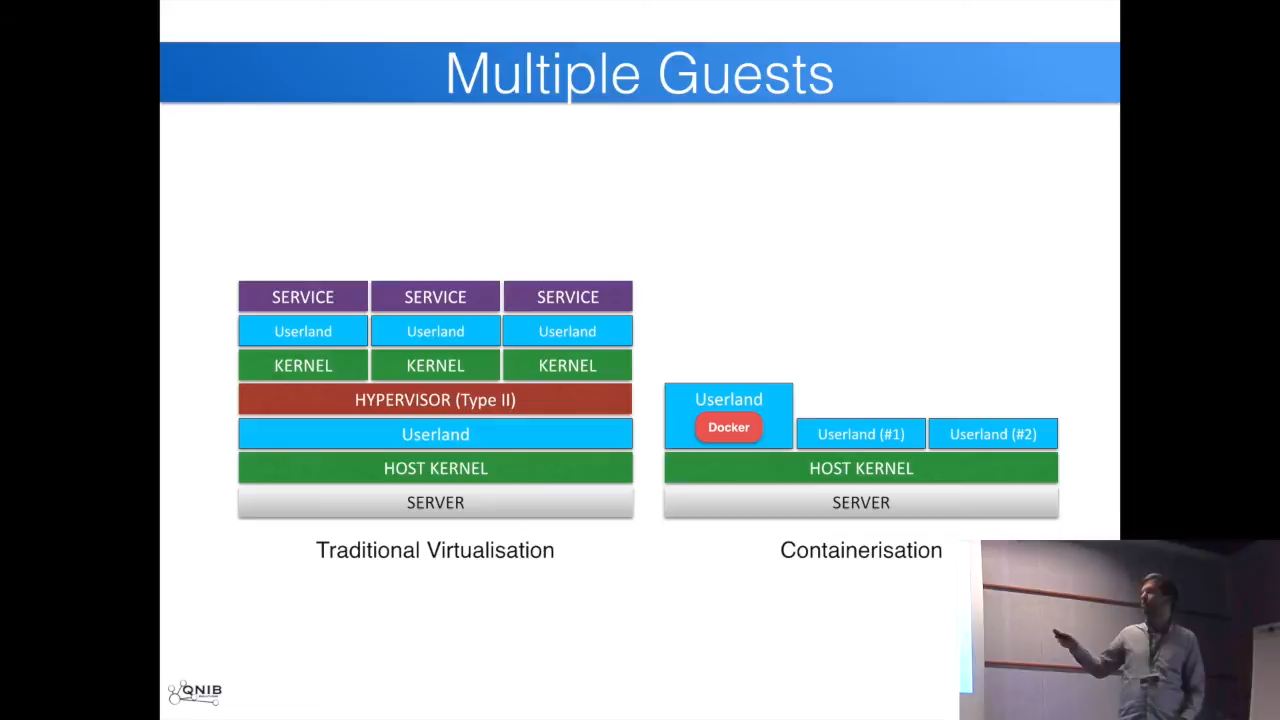 Multiple Guests
SERVICE SERVICE SERVICE
Userland Userland Userland
KERNEL KERNEL KERNEL
HYPERVISOR (Type II)
Userland
HOST KERNEL
SERVER
Traditional Virtualisation
Userland
Docker
Userland (#1) Userland (#2)
HOST KERNEL
SERVER
Containerisation
QNIB